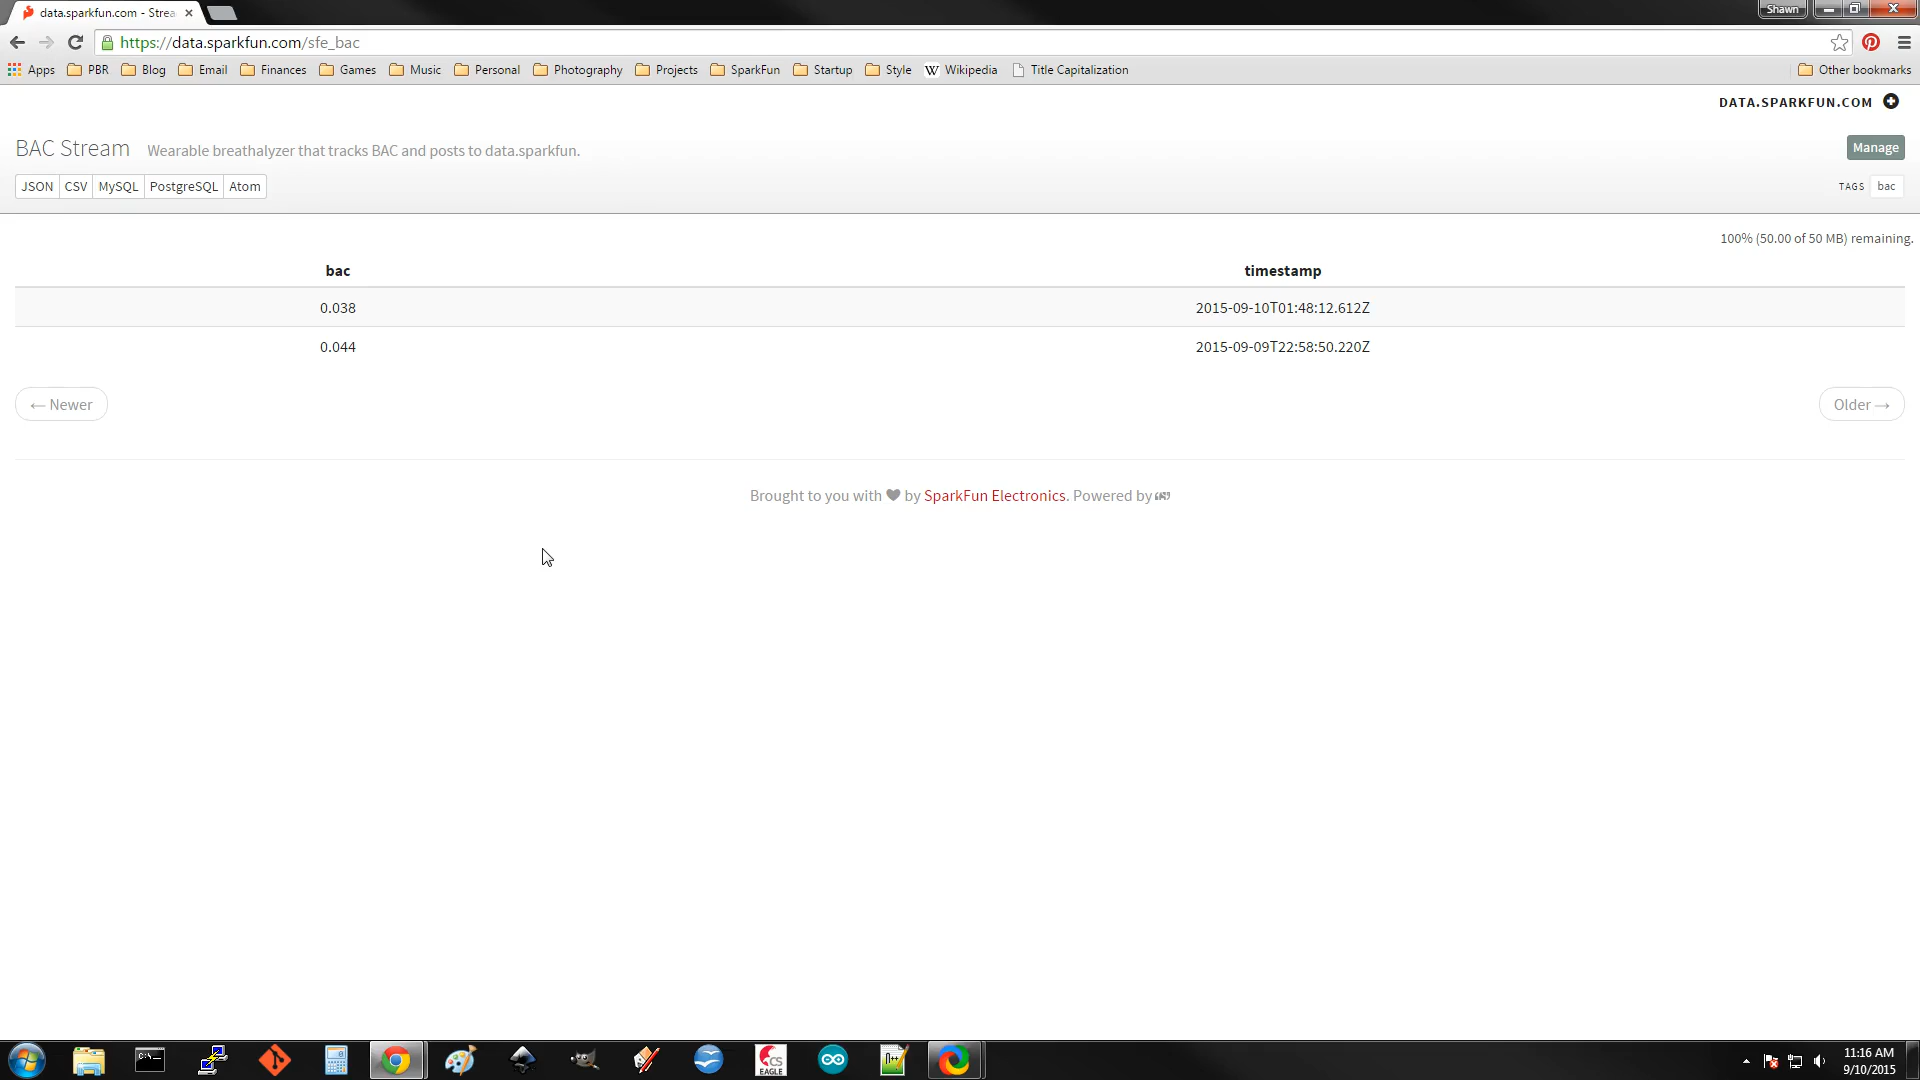 data.sparkfun.com - Strea
Shawn
https://data.sparkfun.com/sfe_bac
Apps PBR Blog Email Finances Games Music Personal Photography Projects SparkFun Startup Style W Wikipedia Title Capitalization Other bookmarks
DATA.SPARKFUN.COM
BAC Stream Wearable breathalyzer that tracks BAC and posts to data.sparkfun.
Manage
JSON CSV MySQL PostgreSQL Atom
TAGS bac
100% (50.00 of 50 MB) remaining.
bac timestamp
0.038 2015-09-10T01:48:12.612Z
0.044 2015-09-09T22:58:50.220Z
← Newer Older →
Brought to you with ♥ by SparkFun Electronics. Powered by
C:\_
CS
EAGLE
11:16 AM
9/10/2015